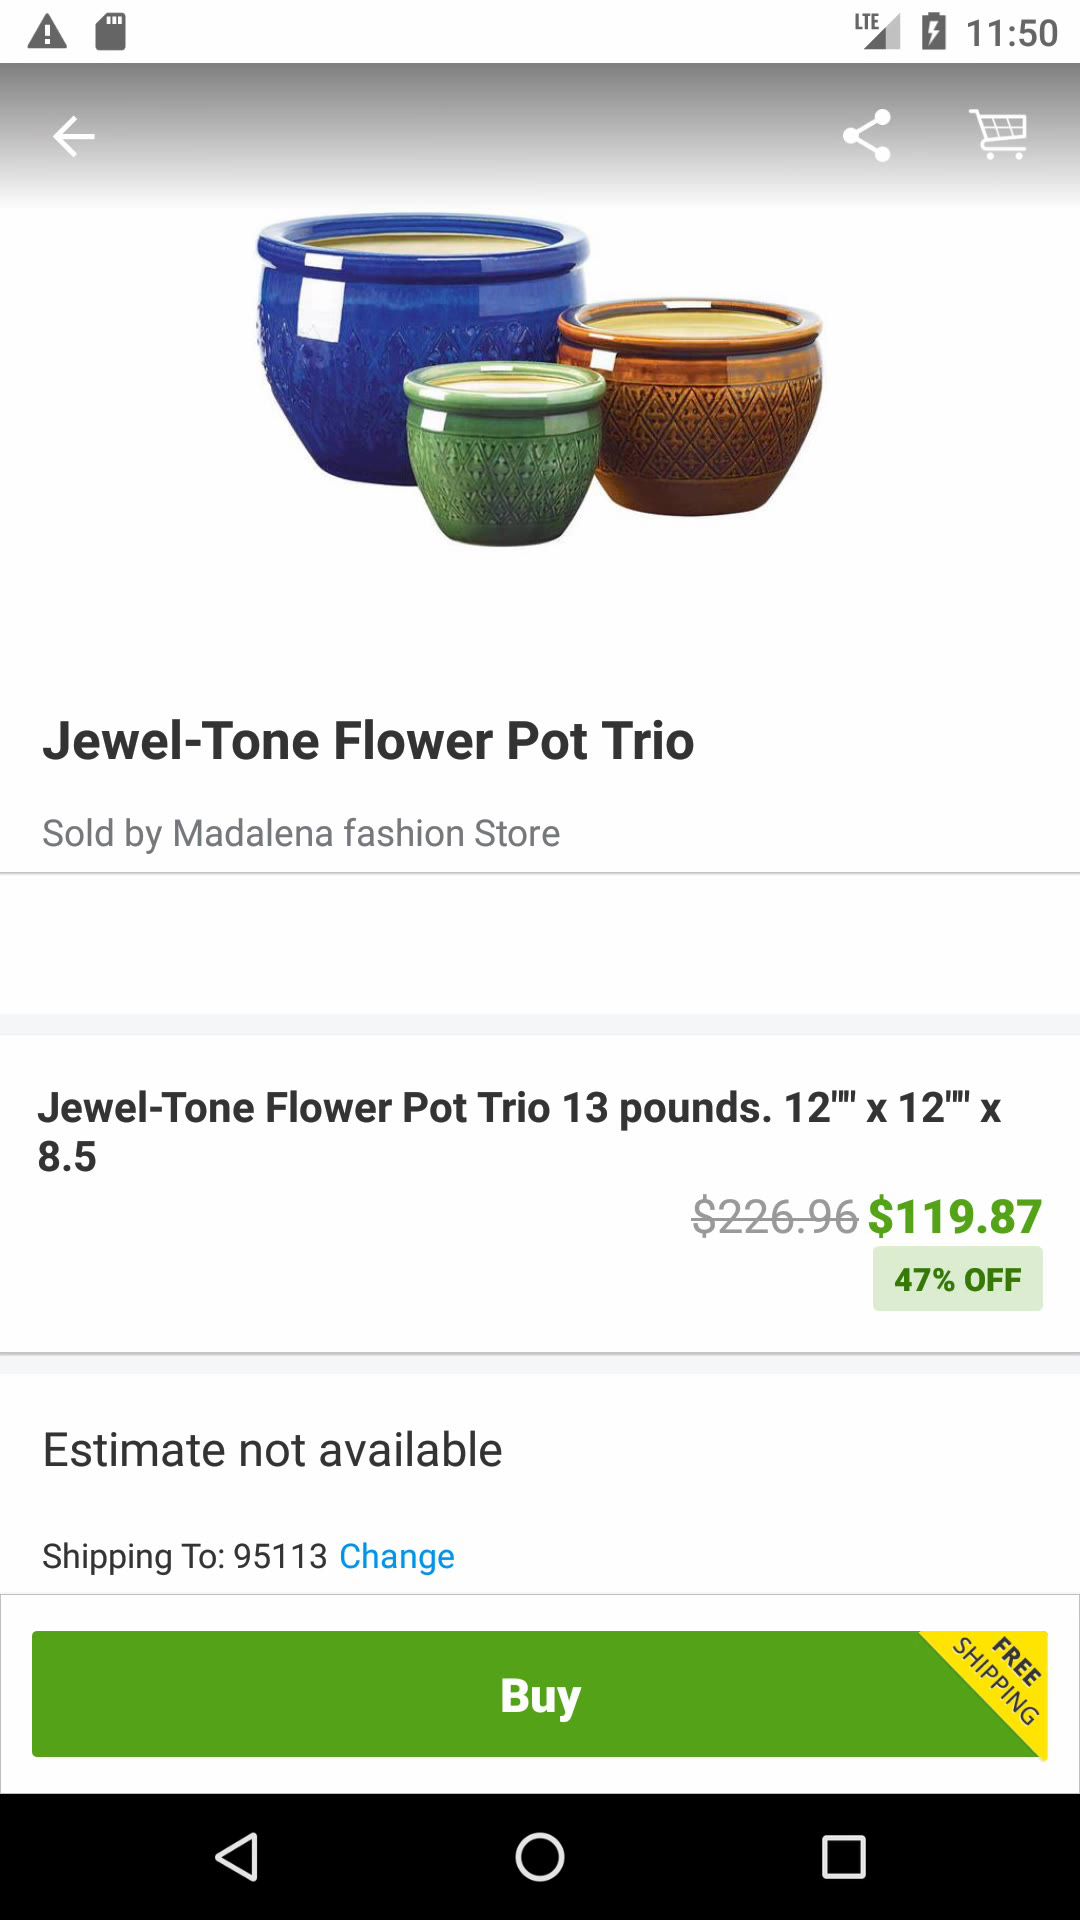 LTE 11:50
Jewel-Tone Flower Pot Trio
Sold by Madalena fashion Store
Jewel-Tone Flower Pot Trio 13 pounds. 12"" x 12"" x
8.5
$226.96 $119.87
47% OFF
Estimate not available
Shipping To: 95113 Change
Buy
FREE
SHIPPING